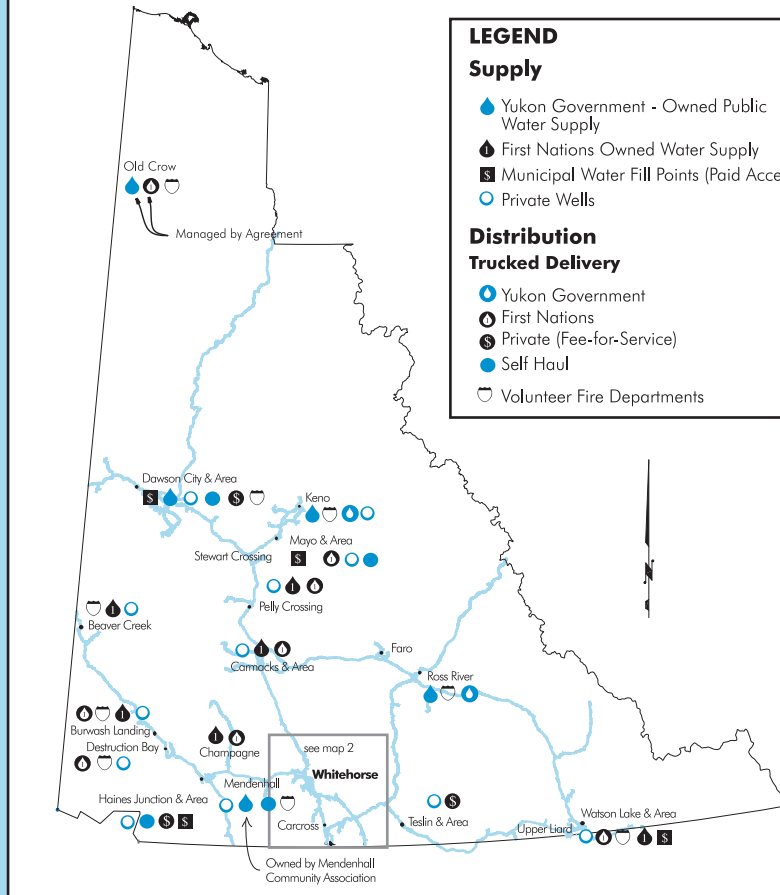 LEGEND
Supply
Yukon Government - Owned Public
Water Supply
First Nations Owned Water Supply
$ Municipal Water Fill Points (Paid Acce
Private Wells
Distribution
Trucked Delivery
Yukon Government
First Nations
$ Private (Fee-for-Service)
Self Haul
Volunteer Fire Departments
Old Crow
Managed by Agreement
Dawson City & Area
$ $
Keno
Mayo & Area
Stewart Crossing
$
Pelly Crossing
Beaver Creek
Carmacks & Area
Faro
Ross River
Burwash Landing
Destruction Bay
Champagne
see map 2
Whitehorse
Mendenhall
Haines Junction & Area
$ $
Carcross
$
Teslin & Area
Watson Lake & Area
Upper Liard
$
Owned by Mendenhall
Community Association
N